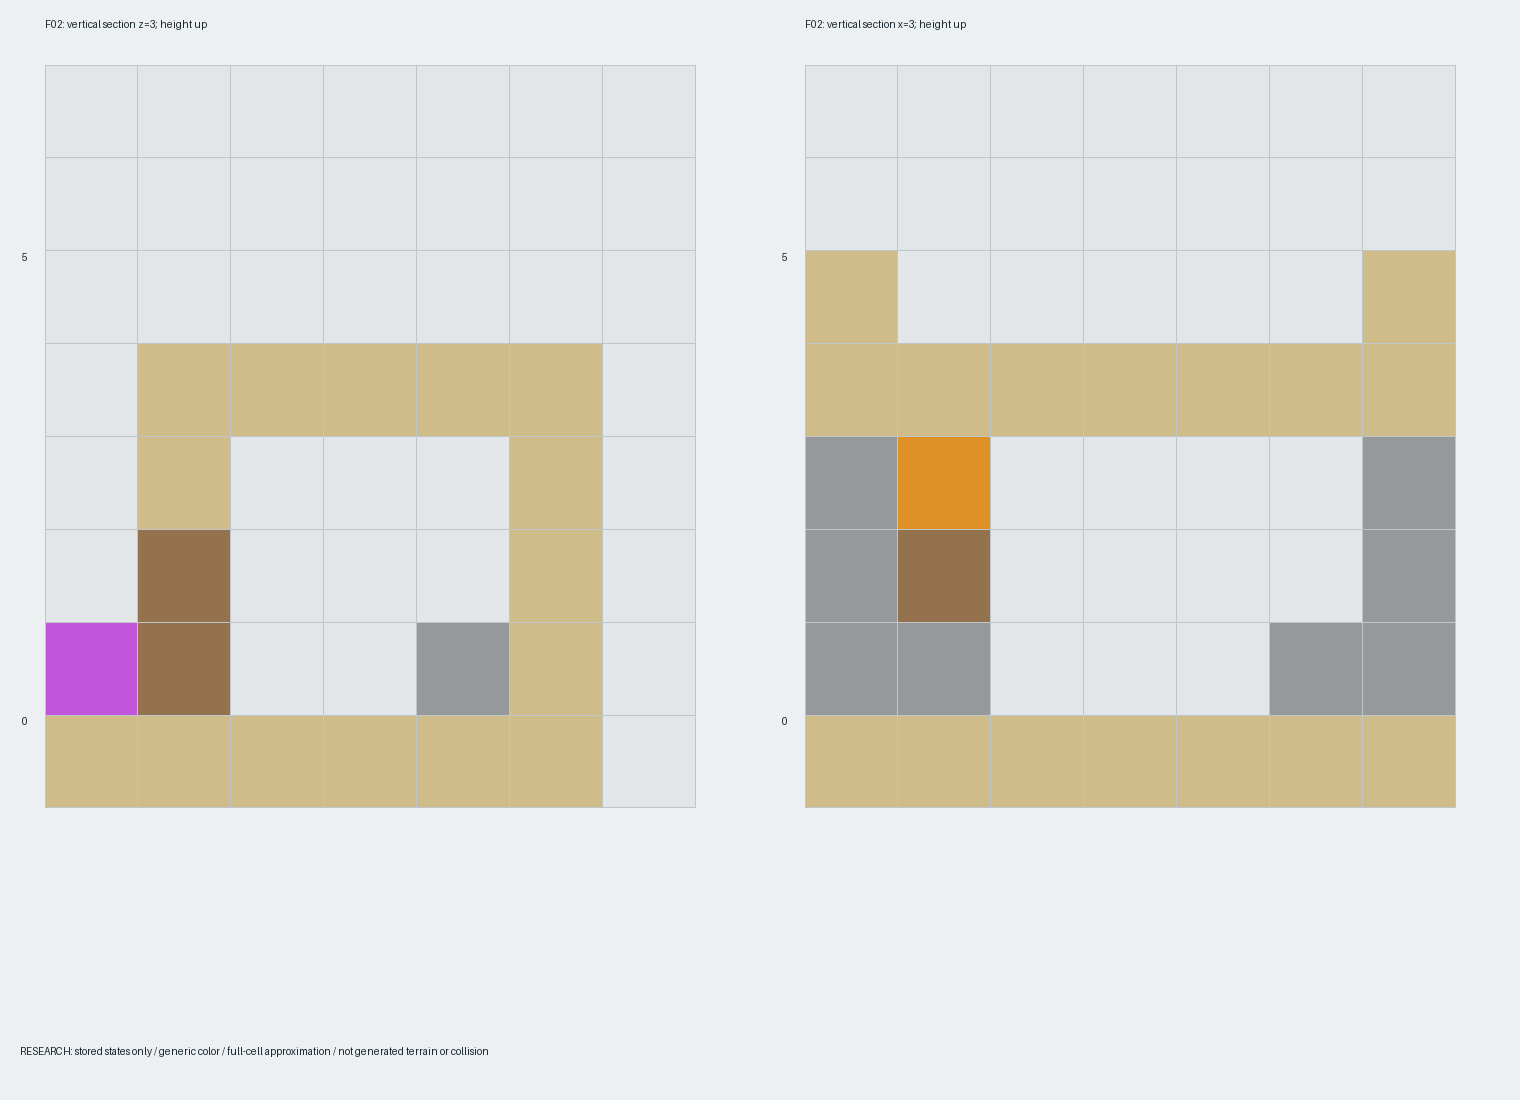 F02: vertical section z=3; height up
F02: vertical section x=3; height up
5
5
0
0
RESEARCH: stored states only / generic color / full-cell approximation / not generated terrain or collision